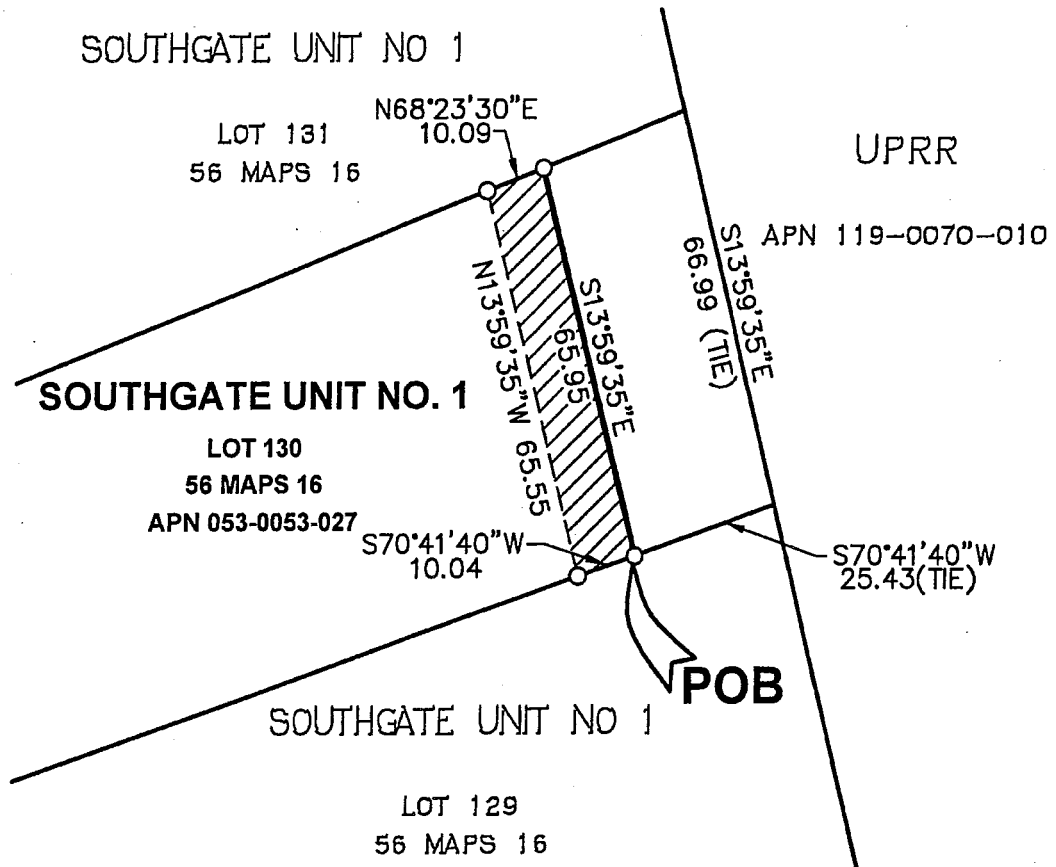 SOUTHGATE UNIT NO 1
LOT 131
56 MAPS 16
N68°23'30"E
10.09
UPRR
APN 119-0070-010
S13°59'35"E
66.99 (TIE)
S13°59'35"E
65.95
N13°59'35"W 65.55
SOUTHGATE UNIT NO. 1
LOT 130
56 MAPS 16
APN 053-0053-027
S70°41'40"W
10.04
S70°41'40"W
25.43(TIE)
POB
SOUTHGATE UNIT NO 1
LOT 129
56 MAPS 16